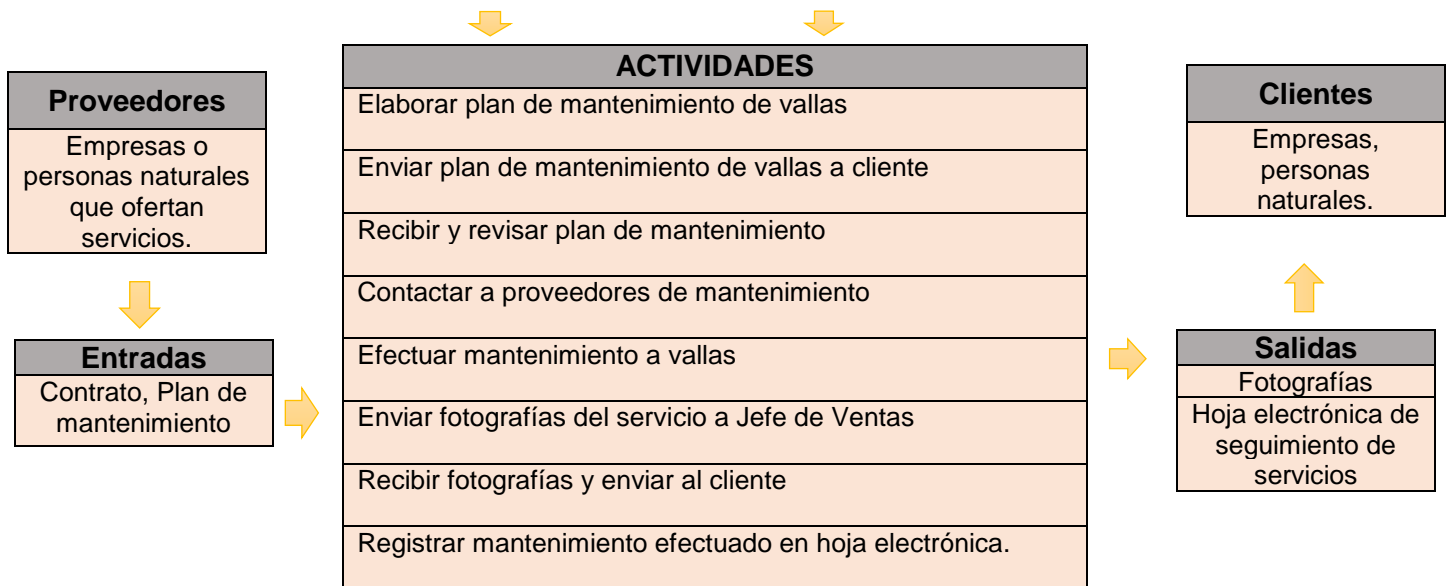 Proveedores
Empresas o
personas naturales
que ofertan
servicios.
Entradas
Contrato, Plan de
mantenimiento
ACTIVIDADES
Elaborar plan de mantenimiento de vallas
Enviar plan de mantenimiento de vallas a cliente
Recibir y revisar plan de mantenimiento
Contactar a proveedores de mantenimiento
Efectuar mantenimiento a vallas
Enviar fotografías del servicio a Jefe de Ventas
Recibir fotografías y enviar al cliente
Registrar mantenimiento efectuado en hoja electrónica.
Clientes
Empresas,
personas
naturales.
Salidas
Fotografías
Hoja electrónica de
seguimiento de
servicios